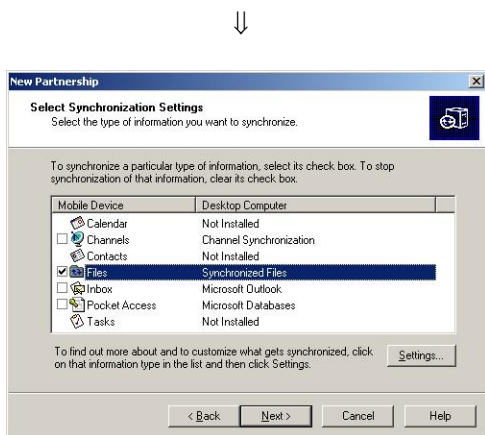 ⇓
New Partnership
Select Synchronization Settings
Select the type of information you want to synchronize.
To synchronize a particular type of information, select its check box. To stop
synchronization of that information, clear its check box.
Mobile Device Desktop Computer
Calendar Not Installed
Channels Channel Synchronization
Contacts Not Installed
Files Synchronized Files
Inbox Microsoft Outlook
Pocket Access Microsoft Databases
Tasks Not Installed
To find out more about and to customize what gets synchronized, click
on that information type in the list and then click Settings.
Settings...
< Back Next > Cancel Help